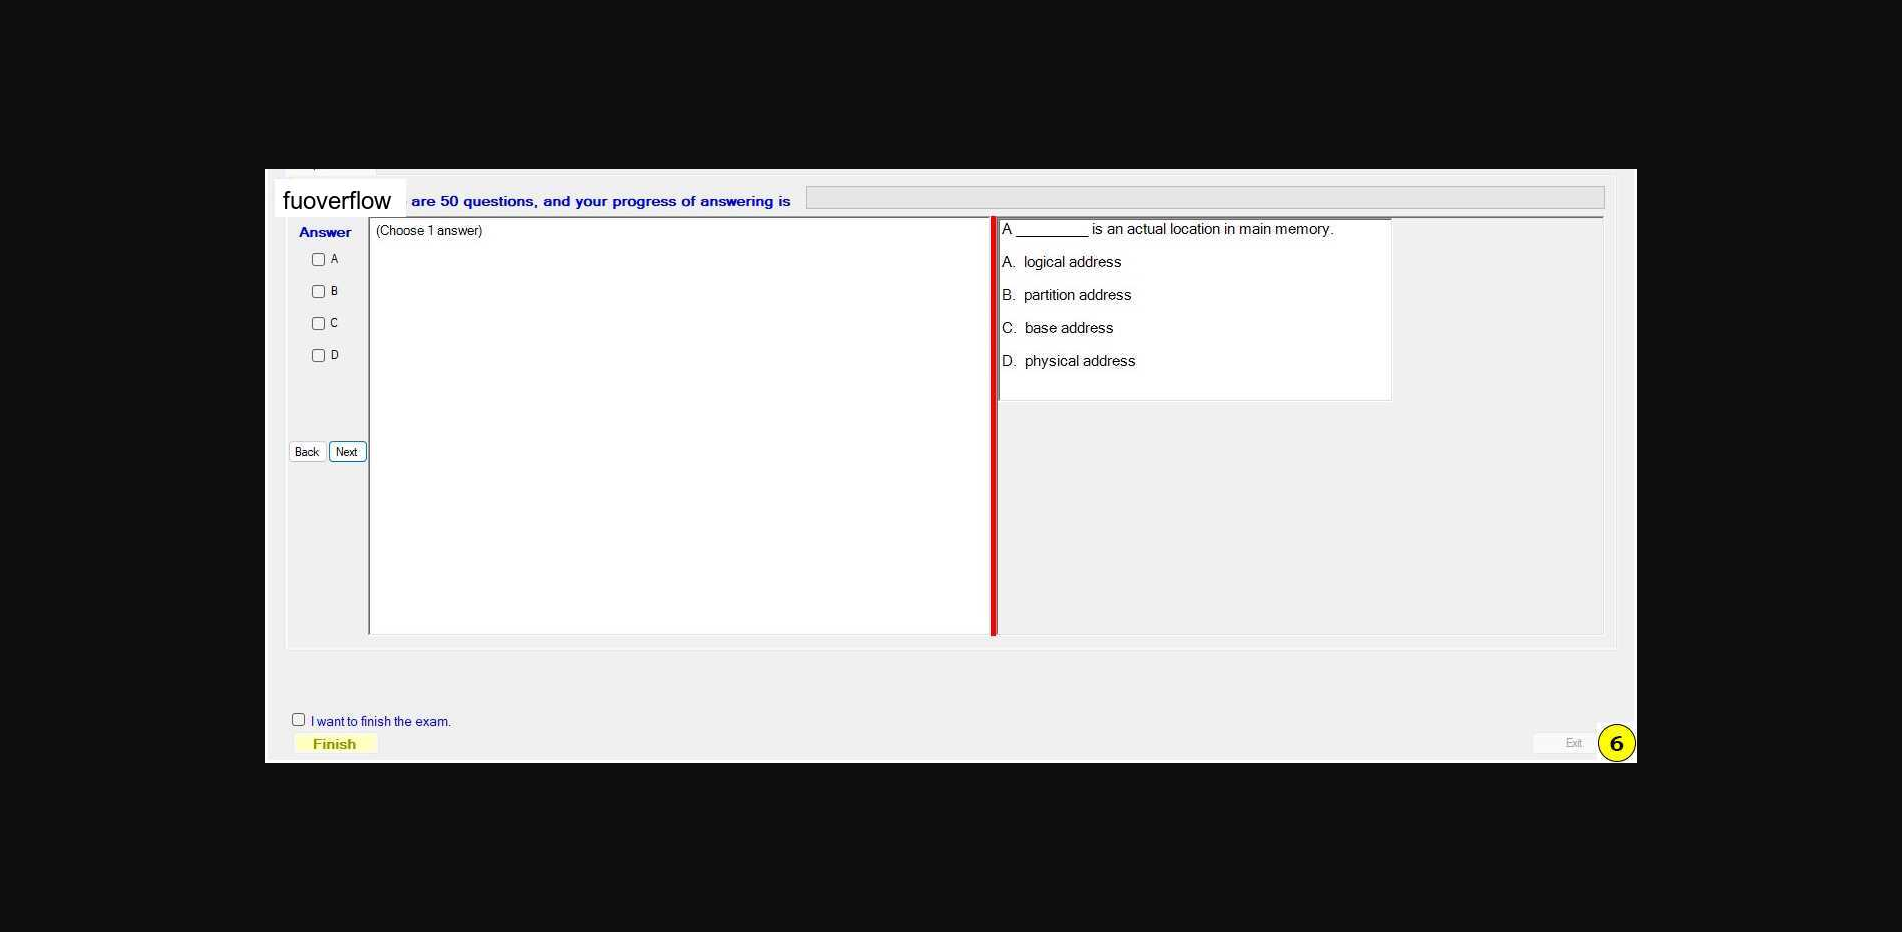 fuoverflow are 50 questions, and your progress of answering is
Answer
(Choose 1 answer)
A
B
C
D
Back Next
A _________ is an actual location in main memory.
A. logical address
B. partition address
C. base address
D. physical address
I want to finish the exam.
Finish
Exit
6